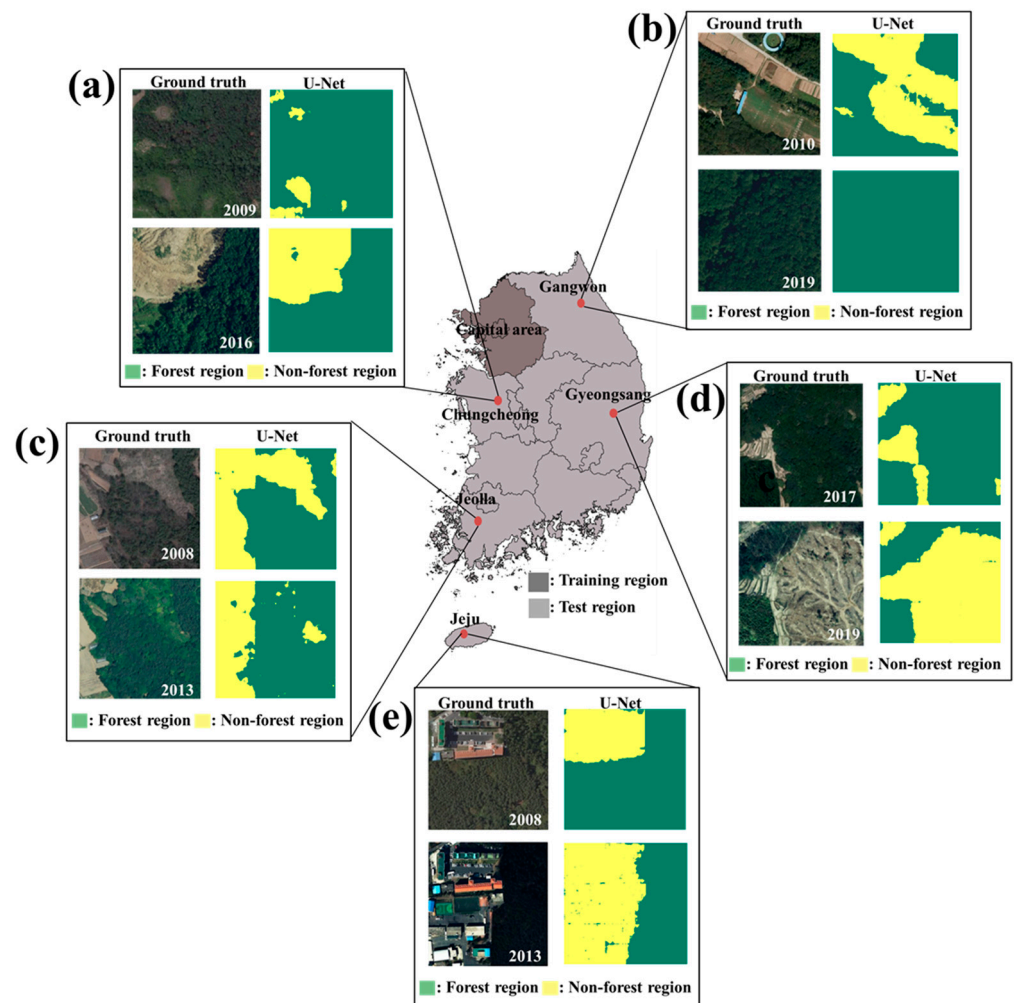 (a)
Ground truth U-Net
2009
2016
: Forest region : Non-forest region
(b)
Ground truth U-Net
2010
2019
: Forest region : Non-forest region
Gangwon
Capital area
Gyeongsang
Chungcheong
Jeolla
Jeju
: Training region
: Test region
(c)
Ground truth U-Net
2008
2013
: Forest region : Non-forest region
(d)
Ground truth U-Net
2017
2019
: Forest region : Non-forest region
(e)
Ground truth U-Net
2008
2013
: Forest region : Non-forest region